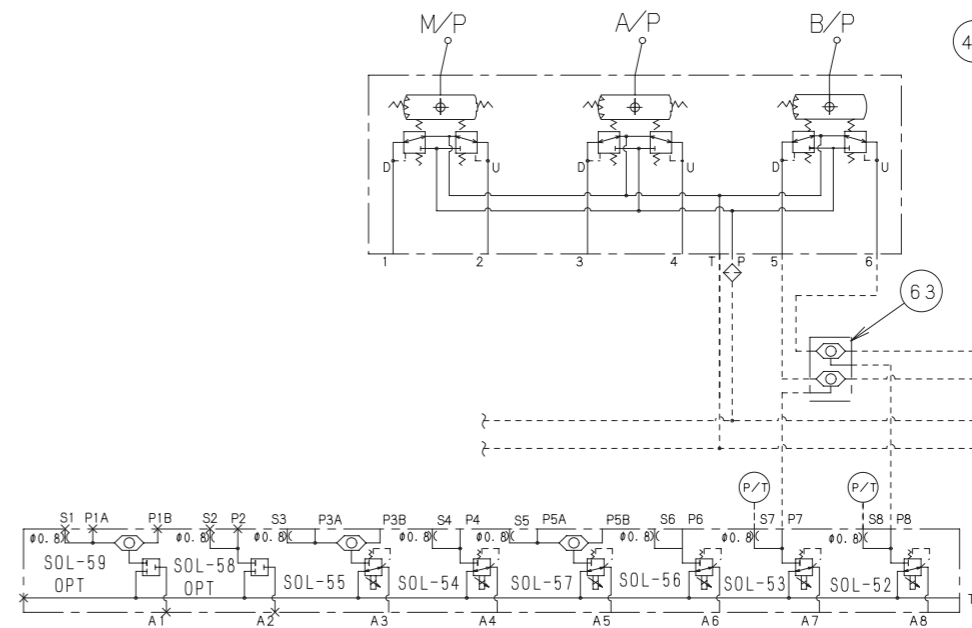 M/P A/P B/P
4
D U D U D U
1 2 3 4 T P 5 6
63
P/T P/T
S1 P1A P1B S2 P2 S3 P3A P3B S4 P4 S5 P5A P5B S6 P6 S7 P7 S8 P8
φ0.8 φ0.8 φ0.8 φ0.8 φ0.8 φ0.8 φ0.8 φ0.8
SOL-59 OPT SOL-58 OPT SOL-55 SOL-54 SOL-57 SOL-56 SOL-53 SOL-52
T
A1 A2 A3 A4 A5 A6 A7 A8